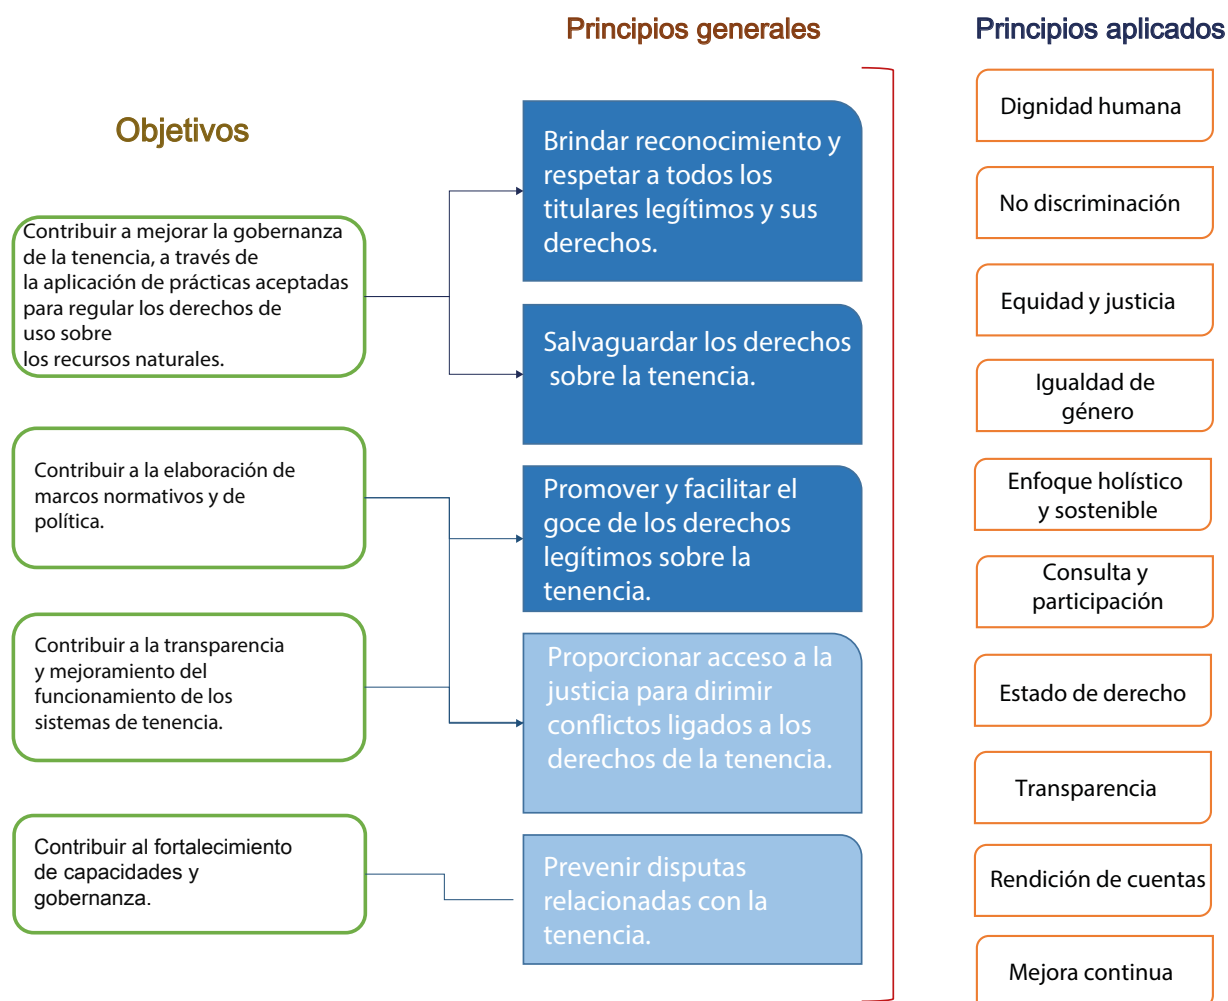 Objetivos
Contribuir a mejorar la gobernanza
de la tenencia, a través de
la aplicación de prácticas aceptadas
para regular los derechos de
uso sobre
los recursos naturales.
Contribuir a la elaboración de
marcos normativos y de
política.
Contribuir a la transparencia
y mejoramiento del
funcionamiento de los
sistemas de tenencia.
Contribuir al fortalecimiento
de capacidades y
gobernanza.
Principios generales
Brindar reconocimiento y
respetar a todos los
titulares legítimos y sus
derechos.
Salvaguardar los derechos
sobre la tenencia.
Promover y facilitar el
goce de los derechos
legítimos sobre la
tenencia.
Proporcionar acceso a la
justicia para dirimir
conflictos ligados a los
derechos de la tenencia.
Prevenir disputas
relacionadas con la
tenencia.
Principios aplicados
Dignidad humana
No discriminación
Equidad y justicia
Igualdad de
género
Enfoque holístico
y sostenible
Consulta y
participación
Estado de derecho
Transparencia
Rendición de cuentas
Mejora continua